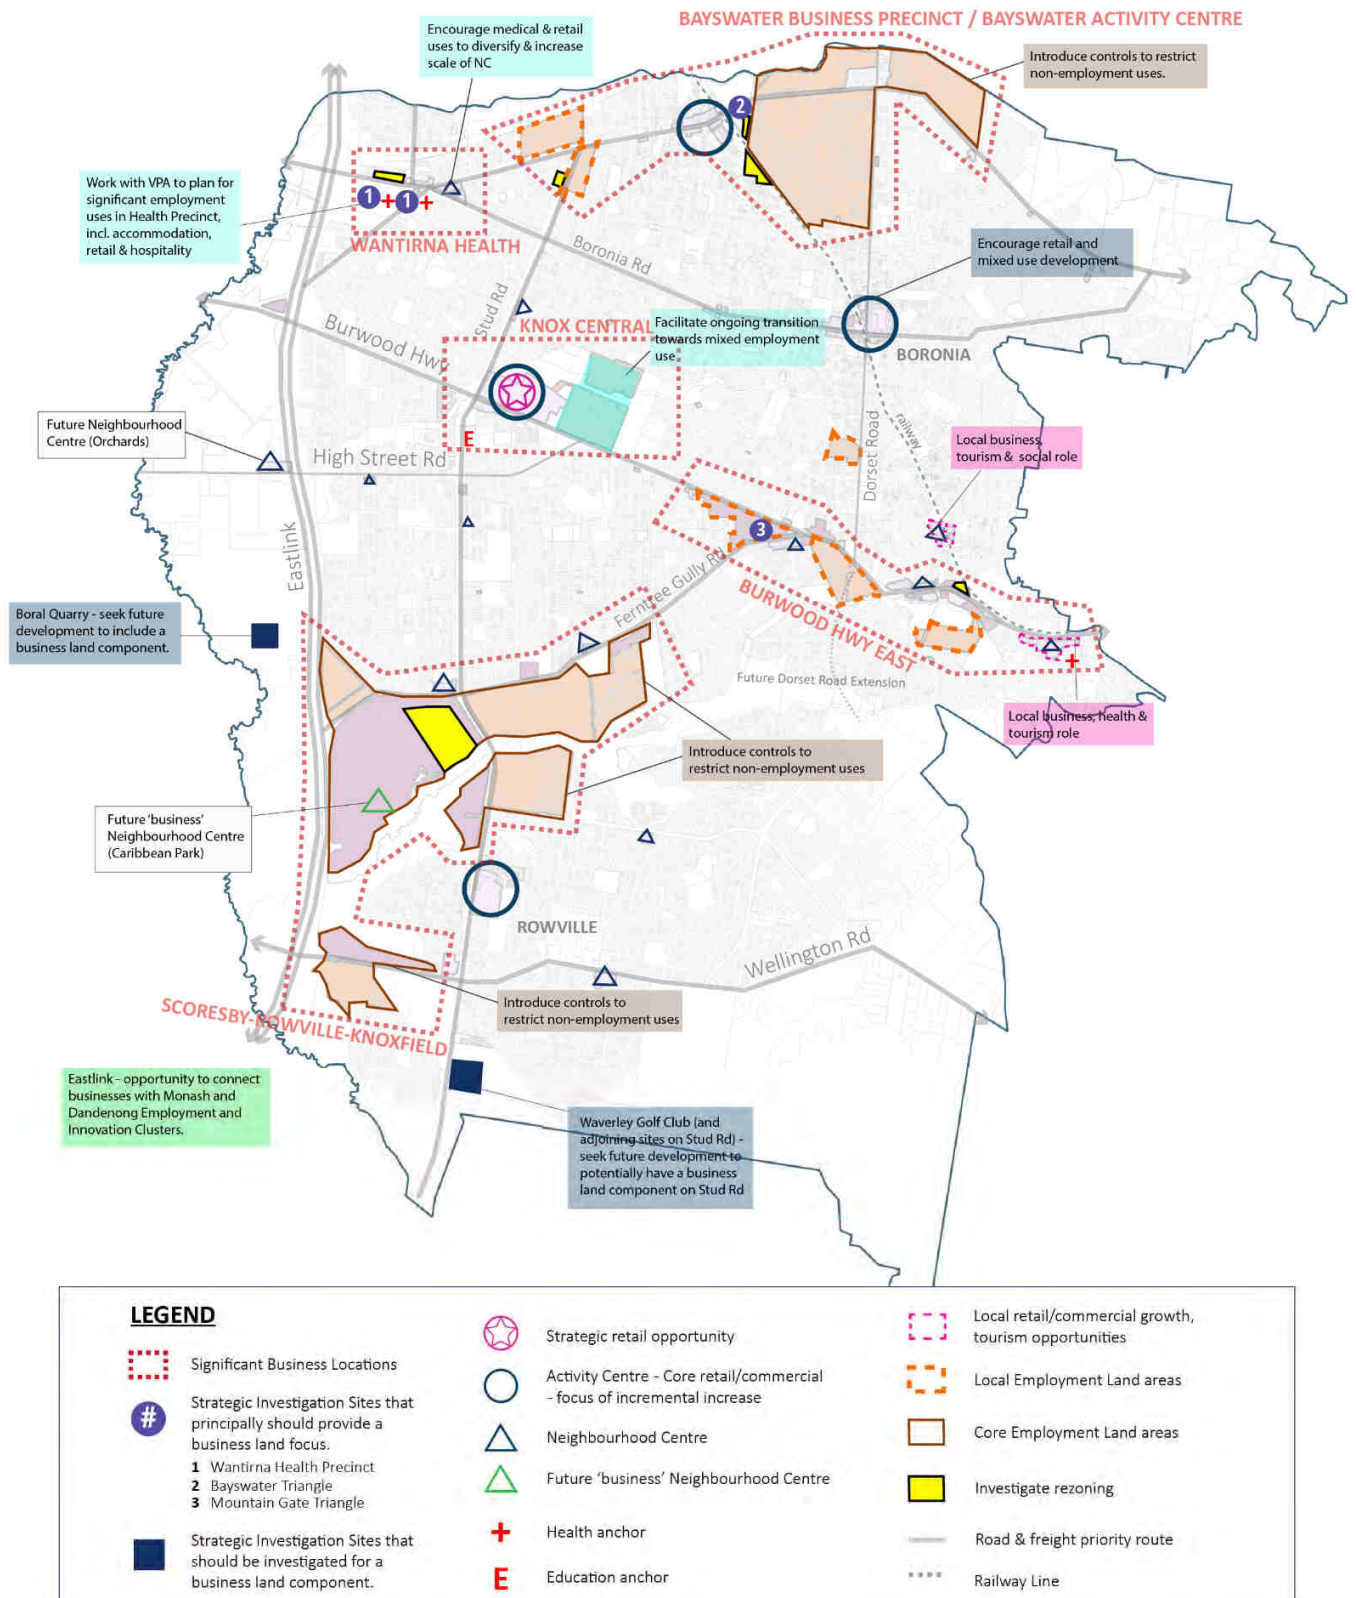 BAYSWATER BUSINESS PRECINCT / BAYSWATER ACTIVITY CENTRE
Encourage medical & retail
uses to diversify & increase
scale of NC
Introduce controls to restrict
non-employment uses.
2
Work with VPA to plan for
significant employment
uses in Health Precinct,
incl. accommodation,
retail & hospitality
1
1
WANTIRNA HEALTH
Boronia Rd
Encourage retail and
mixed use development
Stud Rd
Burwood Hwy
KNOX CENTRAL
Facilitate ongoing transition
towards mixed employment
use
BORONIA
Future Neighbourhood
Centre (Orchards)
E
High Street Rd
Dorset Road
railway
Local business,
tourism & social role
Eastlink
3
Ferntree Gully Rd
BURWOOD HWY EAST
Boral Quarry - seek future
development to include a
business land component.
Future Dorset Road Extension
Local business, health &
tourism role
Introduce controls to
restrict non-employment uses
Future 'business'
Neighbourhood Centre
(Caribbean Park)
ROWVILLE
Wellington Rd
Introduce controls to
restrict non-employment uses
SCORESBY-ROWVILLE-KNOXFIELD
Eastlink - opportunity to connect
businesses with Monash and
Dandenong Employment and
Innovation Clusters.
Waverley Golf Club (and
adjoining sites on Stud Rd) -
seek future development to
potentially have a business
land component on Stud Rd
LEGEND
Significant Business Locations
#
Strategic Investigation Sites that
principally should provide a
business land focus.
1 Wantirna Health Precinct
2 Bayswater Triangle
3 Mountain Gate Triangle
Strategic Investigation Sites that
should be investigated for a
business land component.
Strategic retail opportunity
Activity Centre - Core retail/commercial
- focus of incremental increase
Neighbourhood Centre
Future 'business' Neighbourhood Centre
Health anchor
E Education anchor
Local retail/commercial growth,
tourism opportunities
Local Employment Land areas
Core Employment Land areas
Investigate rezoning
Road & freight priority route
Railway Line